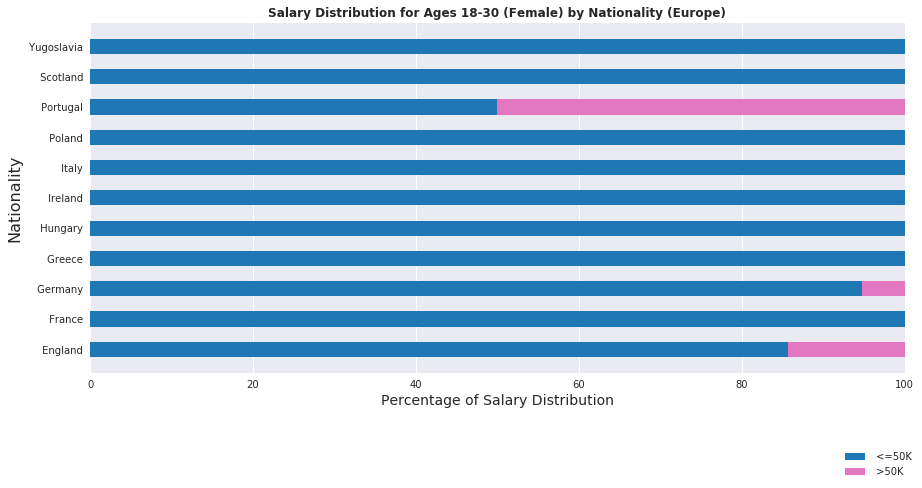 Salary Distribution for Ages 18-30 (Female) by Nationality (Europe)
Nationality
Yugoslavia
Scotland
Portugal
Poland
Italy
Ireland
Hungary
Greece
Germany
France
England
0 20 40 60 80 100
Percentage of Salary Distribution
<=50K
>50K